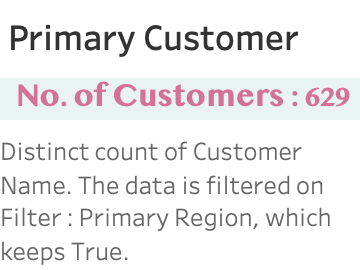 Primary Customer
No. of Customers : 629
Distinct count of Customer
Name. The data is filtered on
Filter : Primary Region, which
keeps True.